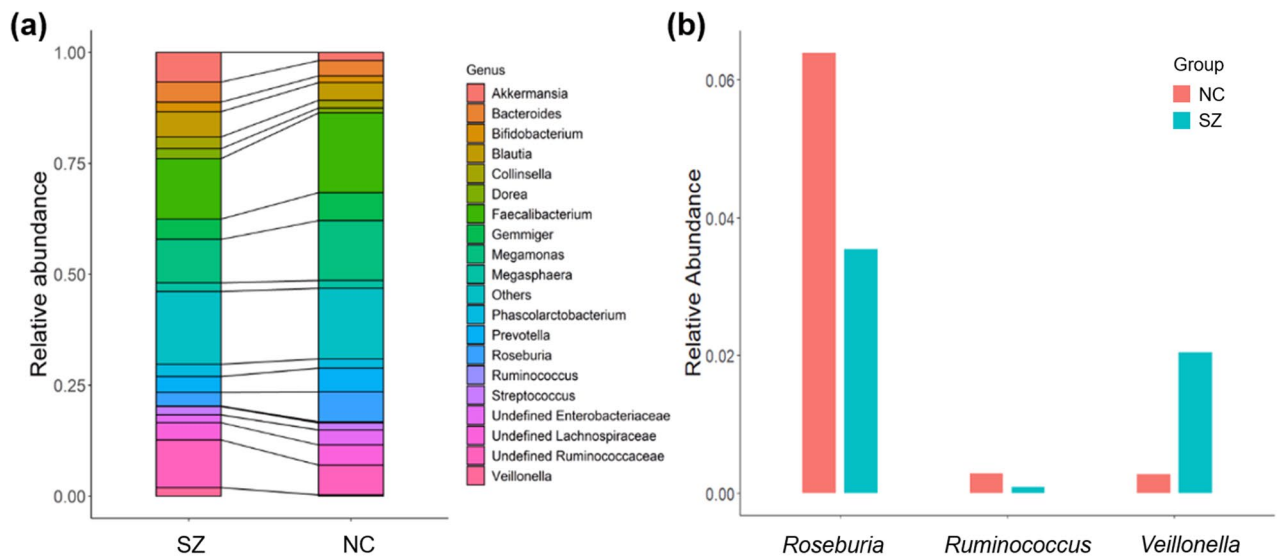 (a)
Relative abundance
1.00
0.75
0.50
0.25
0.00
SZ
NC
Genus
Akkermansia
Bacteroides
Bifidobacterium
Blautia
Collinsella
Dorea
Faecalibacterium
Gemmiger
Megamonas
Megasphaera
Others
Phascolarctobacterium
Prevotella
Roseburia
Ruminococcus
Streptococcus
Undefined Enterobacteriaceae
Undefined Lachnospiraceae
Undefined Ruminococcaceae
Veillonella
(b)
Relative Abundance
0.06
0.04
0.02
0.00
Roseburia
Ruminococcus
Veillonella
Group
NC
SZ